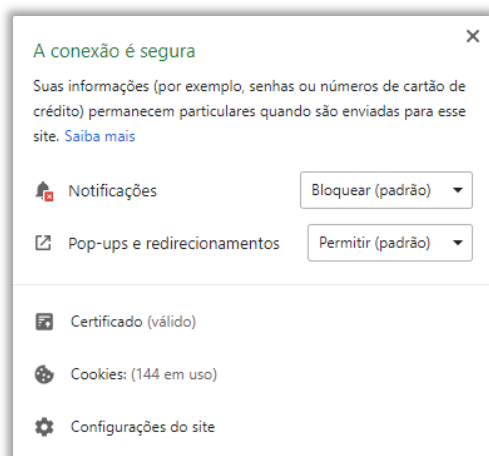 A conexão é segura
Suas informações (por exemplo, senhas ou números de cartão de
crédito) permanecem particulares quando são enviadas para esse
site. Saiba mais
Notificações Bloquear (padrão)
Pop-ups e redirecionamentos Permitir (padrão)
Certificado (válido)
Cookies: (144 em uso)
Configurações do site